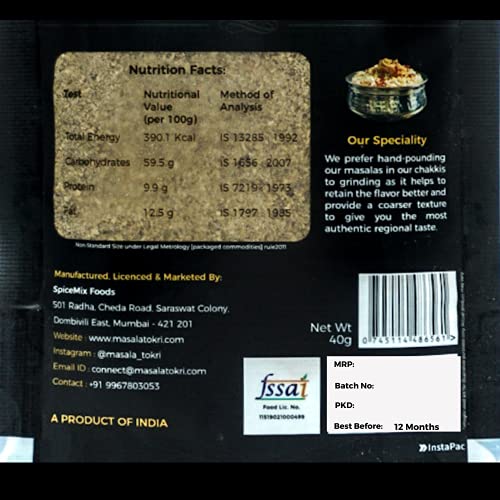 Nutrition Facts:
Test Nutritional Value (per 100g) Method of Analysis
Total Energy 390.1 Kcal IS 13285 : 1992
Carbohydrates 59.5 g IS 1656 : 2007
Protein 9.9 g IS 7219 : 1973
Fat 12.5 g IS 1797 : 1985
Non-Standard Size under Legal Metrology [packaged commodities] rule2011
Our Speciality
We prefer hand-pounding
our masalas in our chakkis
to grinding as it helps to
retain the flavor better and
provide a coarser texture
to give you the most
authentic regional taste.
Manufactured, Licenced & Marketed By:
SpiceMix Foods
501 Radha, Cheda Road, Saraswat Colony,
Dombivili East, Mumbai - 421 201
Website : www.masalatokri.com
Instagram : @masala_tokri
Email ID : connect@masalatokri.com
Contact : +91 9967803053
A PRODUCT OF INDIA
Net Wt
40g
0 745114 486561
fssai
Food Lic. No.
11519021000499
MRP:
Batch No:
PKD:
Best Before: 12 Months
InstaPac